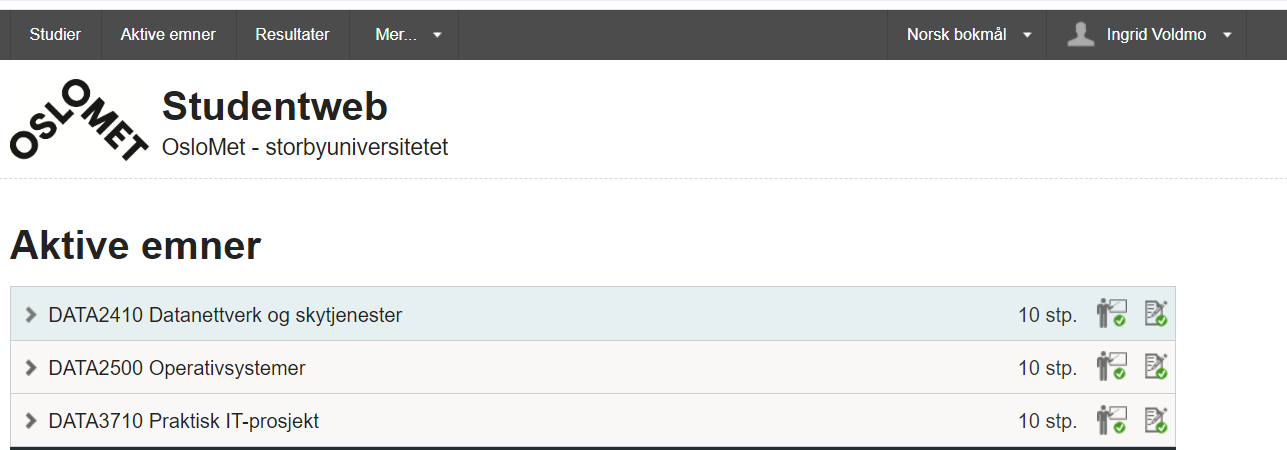 Studier Aktive emner Resultater Mer... Norsk bokmål Ingrid Voldmo
OSLOMET
Studentweb
OsloMet - storbyuniversitetet
Aktive emner
DATA2410 Datanettverk og skytjenester 10 stp.
DATA2500 Operativsystemer 10 stp.
DATA3710 Praktisk IT-prosjekt 10 stp.